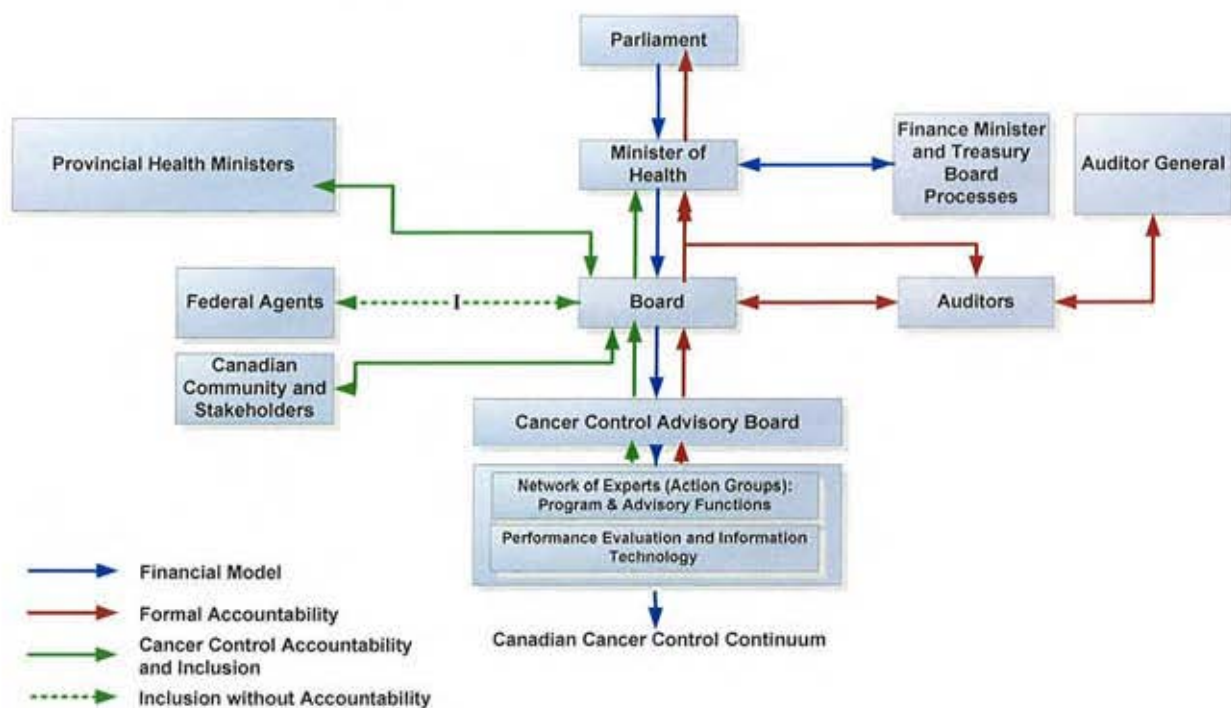 Parliament
Provincial Health Ministers
Minister of
Health
Finance Minister
and Treasury
Board
Processes
Auditor General
Federal Agents
I
Board
Auditors
Canadian
Community and
Stakeholders
Cancer Control Advisory Board
Network of Experts (Action Groups):
Program & Advisory Functions
Performance Evaluation and Information
Technology
Canadian Cancer Control Continuum
Financial Model
Formal Accountability
Cancer Control Accountability
and Inclusion
Inclusion without Accountability